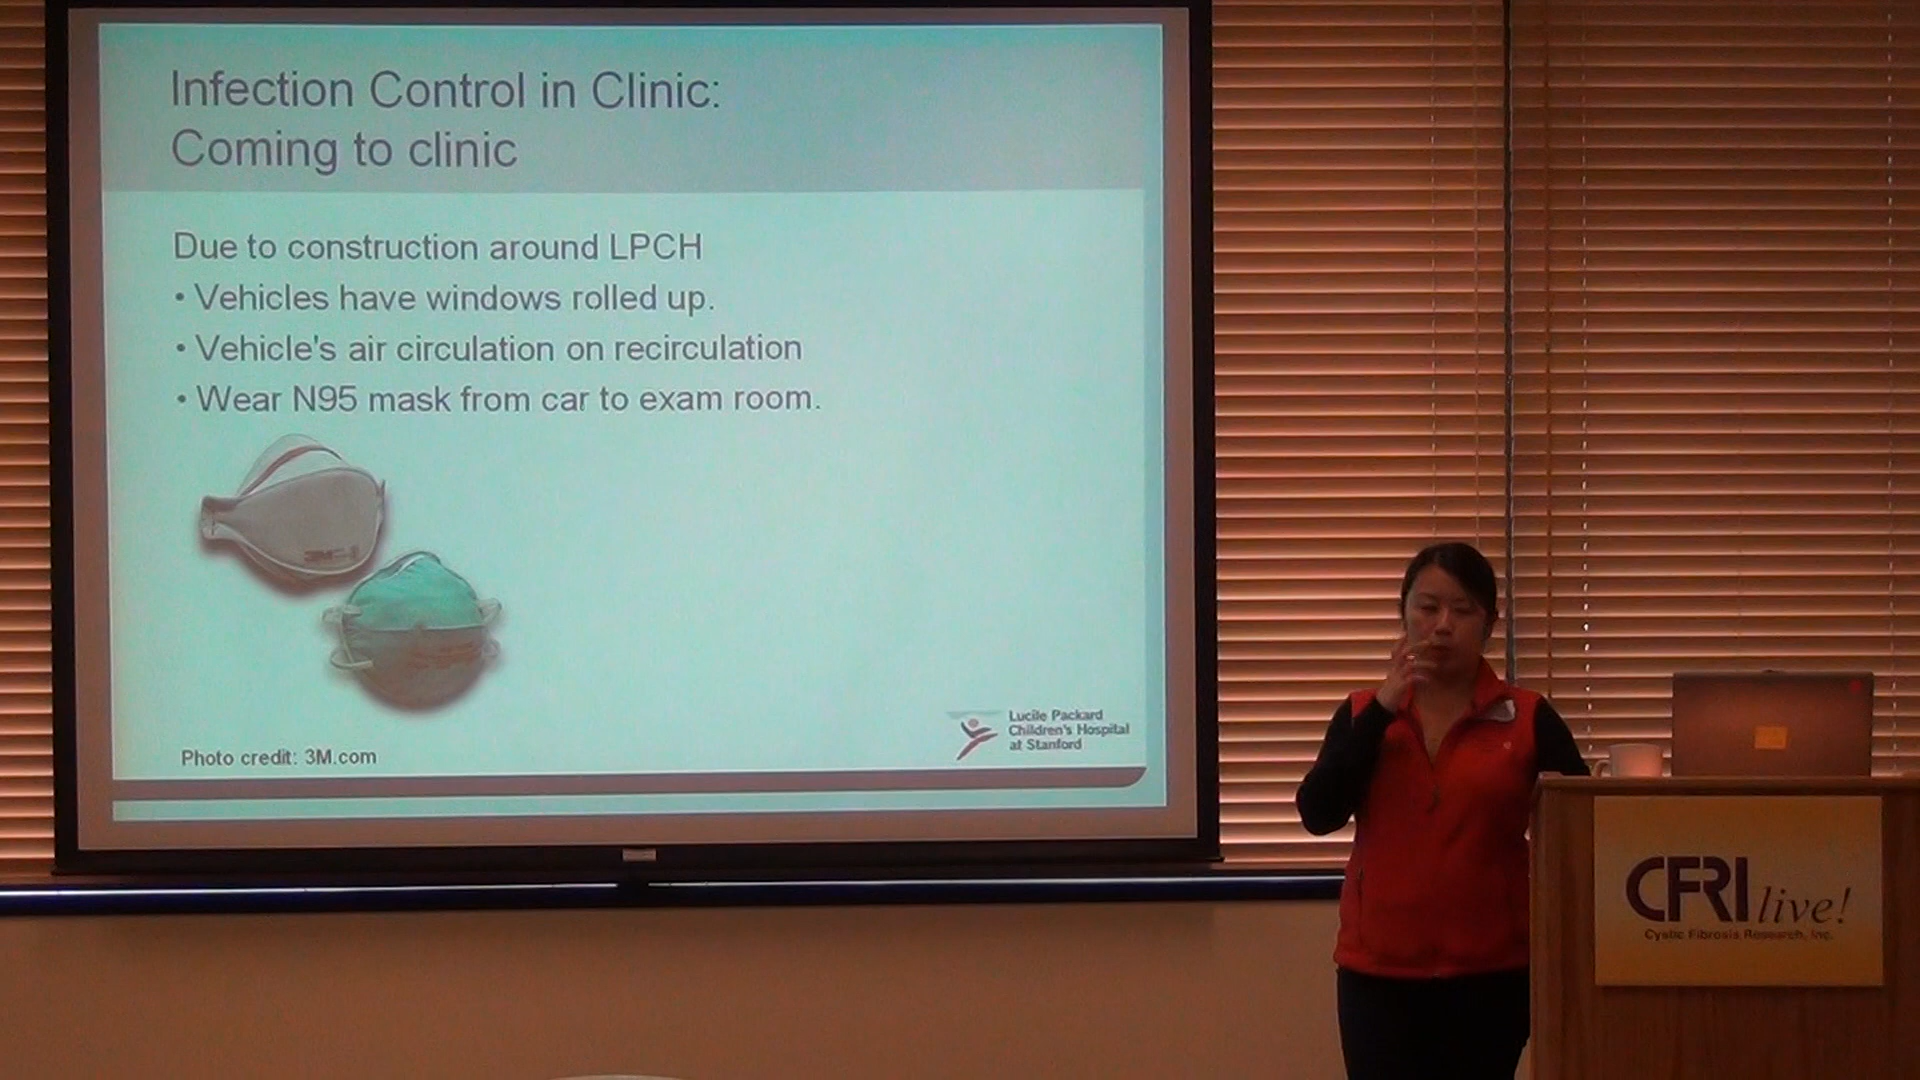 Infection Control in Clinic:
Coming to clinic
Due to construction around LPCH
• Vehicles have windows rolled up.
• Vehicle's air circulation on recirculation
• Wear N95 mask from car to exam room.
3M
Photo credit: 3M.com
Lucile Packard
Children's Hospital
at Stanford
CFRI live!
Cystic Fibrosis Research, Inc.